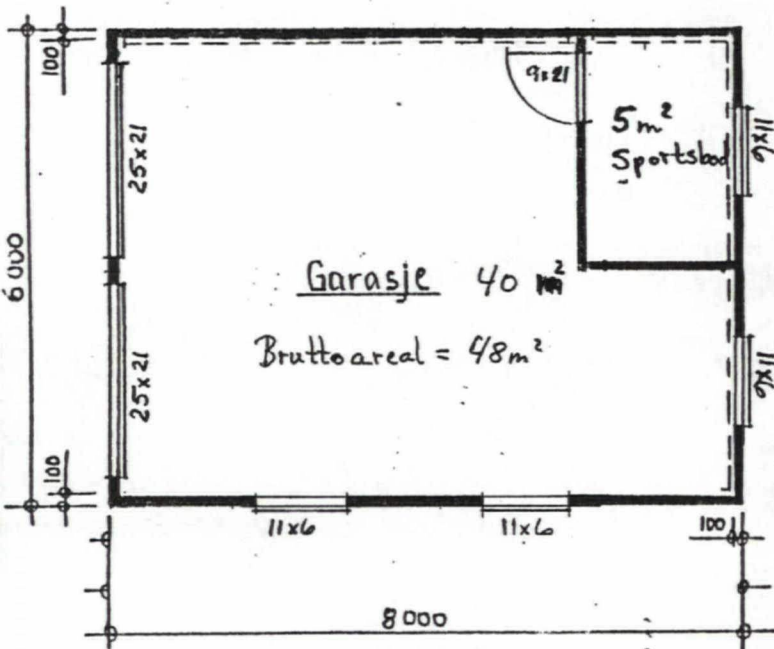 100
9x21
5m²
Sportsbod
11x6
25x21
6000
Garasje 40 m²
Bruttoareal = 48m²
25x21
11x6
100
11x6
11x6
100
8000